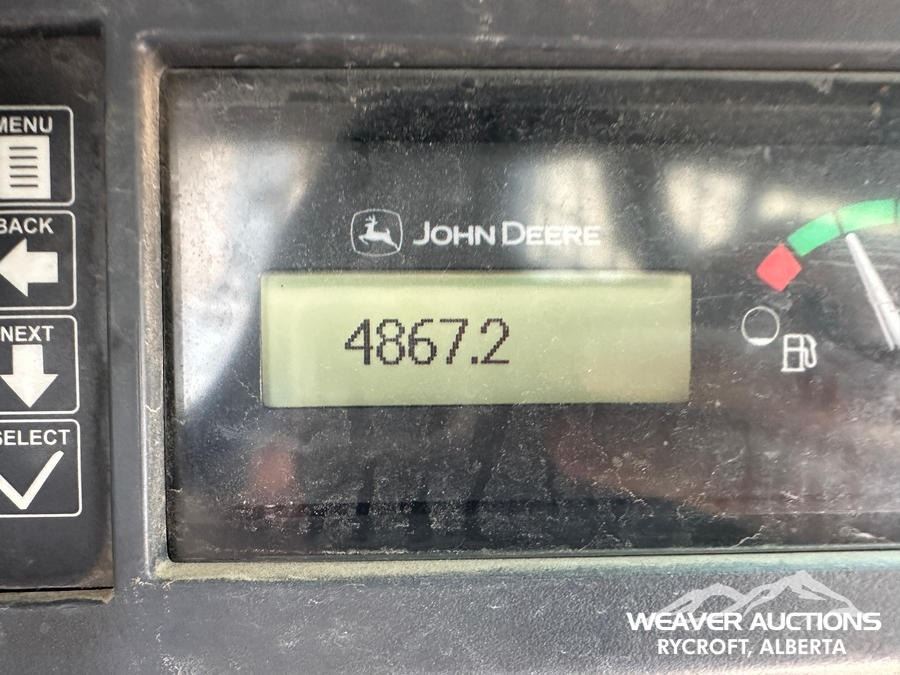 MENU
BACK
NEXT
SELECT
JOHN DEERE
4867.2
WEAVER AUCTIONS
RYCROFT, ALBERTA